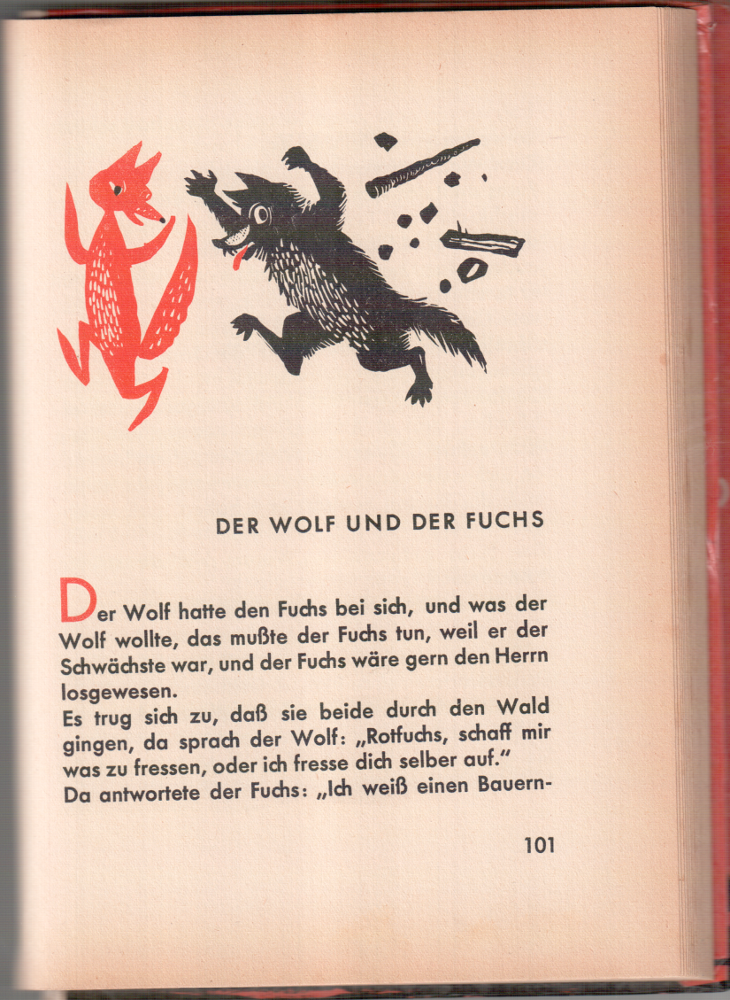 DER WOLF UND DER FUCHS
Der Wolf hatte den Fuchs bei sich, und was der
Wolf wollte, das mußte der Fuchs tun, weil er der
Schwächste war, und der Fuchs wäre gern den Herrn
losgewesen.
Es trug sich zu, daß sie beide durch den Wald
gingen, da sprach der Wolf: „Rotfuchs, schaff mir
was zu fressen, oder ich fresse dich selber auf.“
Da antwortete der Fuchs: „Ich weiß einen Bauern-
101